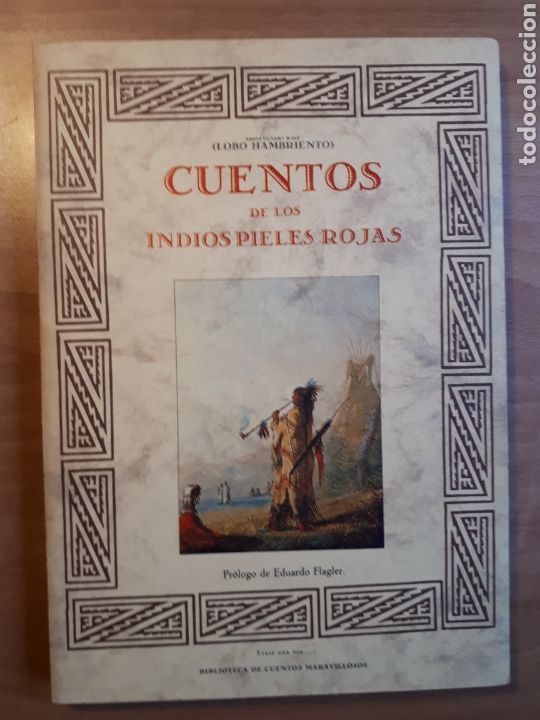 (LOBO HAMBRIENTO)
CUENTOS
DE LOS
INDIOS PIELES ROJAS
Prólogo de Eduardo Flagler.
BIBLIOTECA DE CUENTOS MARAVILLOSOS
todocoleccion